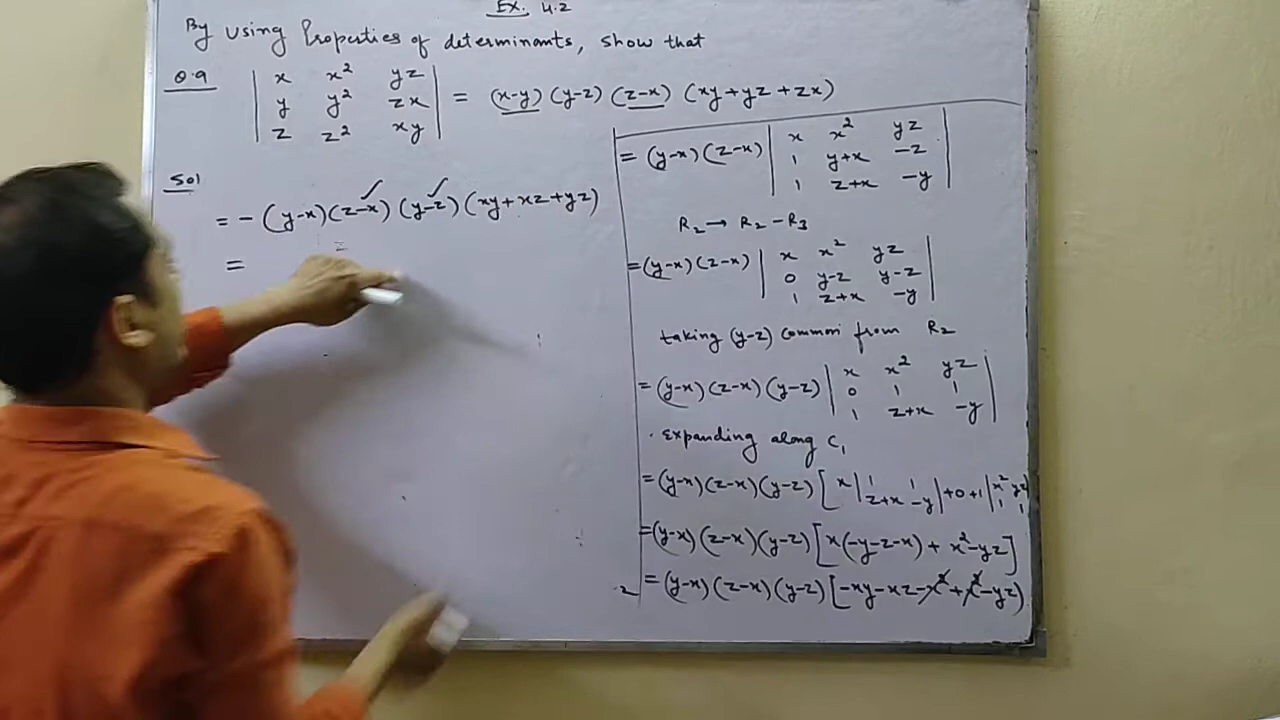 Ex. 4.2
By using Properties of determinants, show that
Q.9 | x x² yz |
| y y² zx | = (x-y) (y-z) (z-x) (xy+yz+zx)
| z z² xy |
Sol
= - (y-x)(z-x)(y-z)(xy+xz+yz)
=
= (y-x)(z-x) | x x² yz |
| 1 y+x -z |
| 1 z+x -y |
R₂ → R₂ - R₃
= (y-x)(z-x) | x x² yz |
| 0 y-z y-z |
| 1 z+x -y |
taking (y-z) common from R₂
= (y-x)(z-x)(y-z) | x x² yz |
| 0 1 1 |
| 1 z+x -y |
Expanding along C₁
= (y-x)(z-x)(y-z) [ x | 1 1 | +0 +1 | x² yz |
| z+x -y | | 1 1 |
= (y-x)(z-x)(y-z) [ x(-y-z-x) + x²-yz ]
= (y-x)(z-x)(y-z) [-xy-xz-x²+x²-yz)